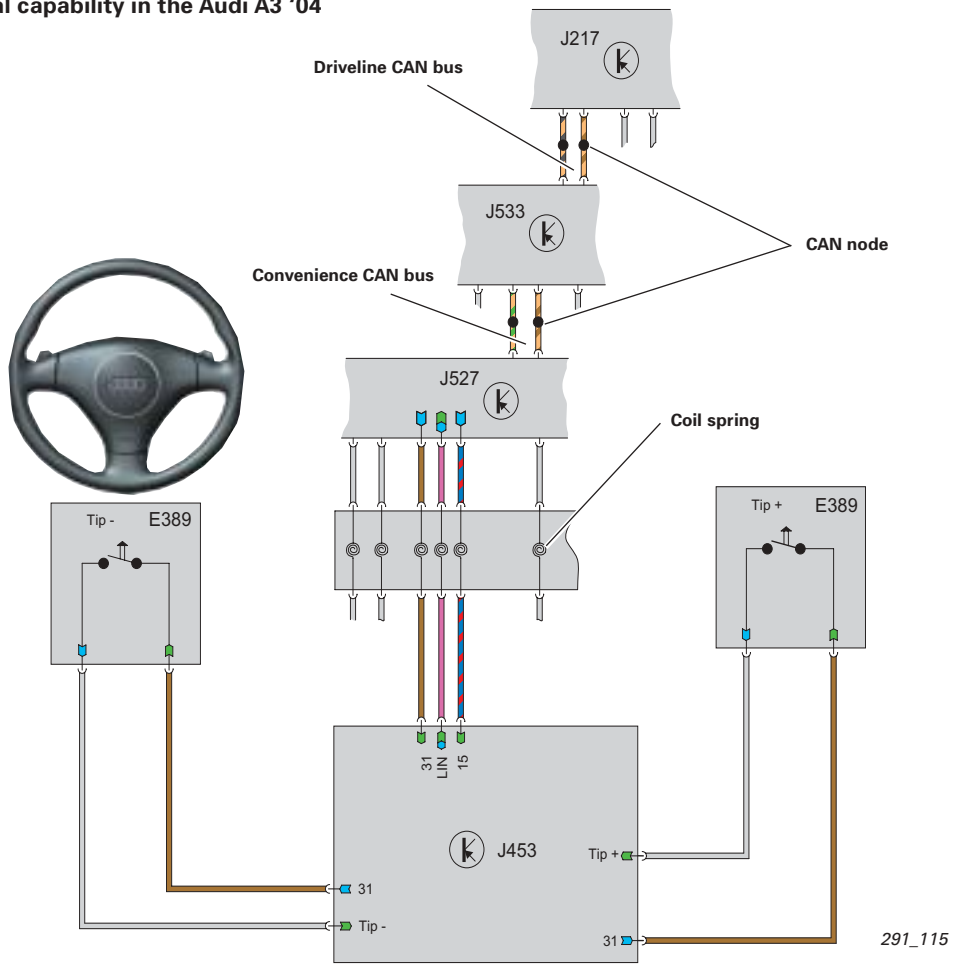 al capability in the Audi A3 '04
J217
Driveline CAN bus
J533
CAN node
Convenience CAN bus
J527
Coil spring
Tip - E389
Tip + E389
31
LIN
15
J453
Tip +
31
Tip -
31
291_115